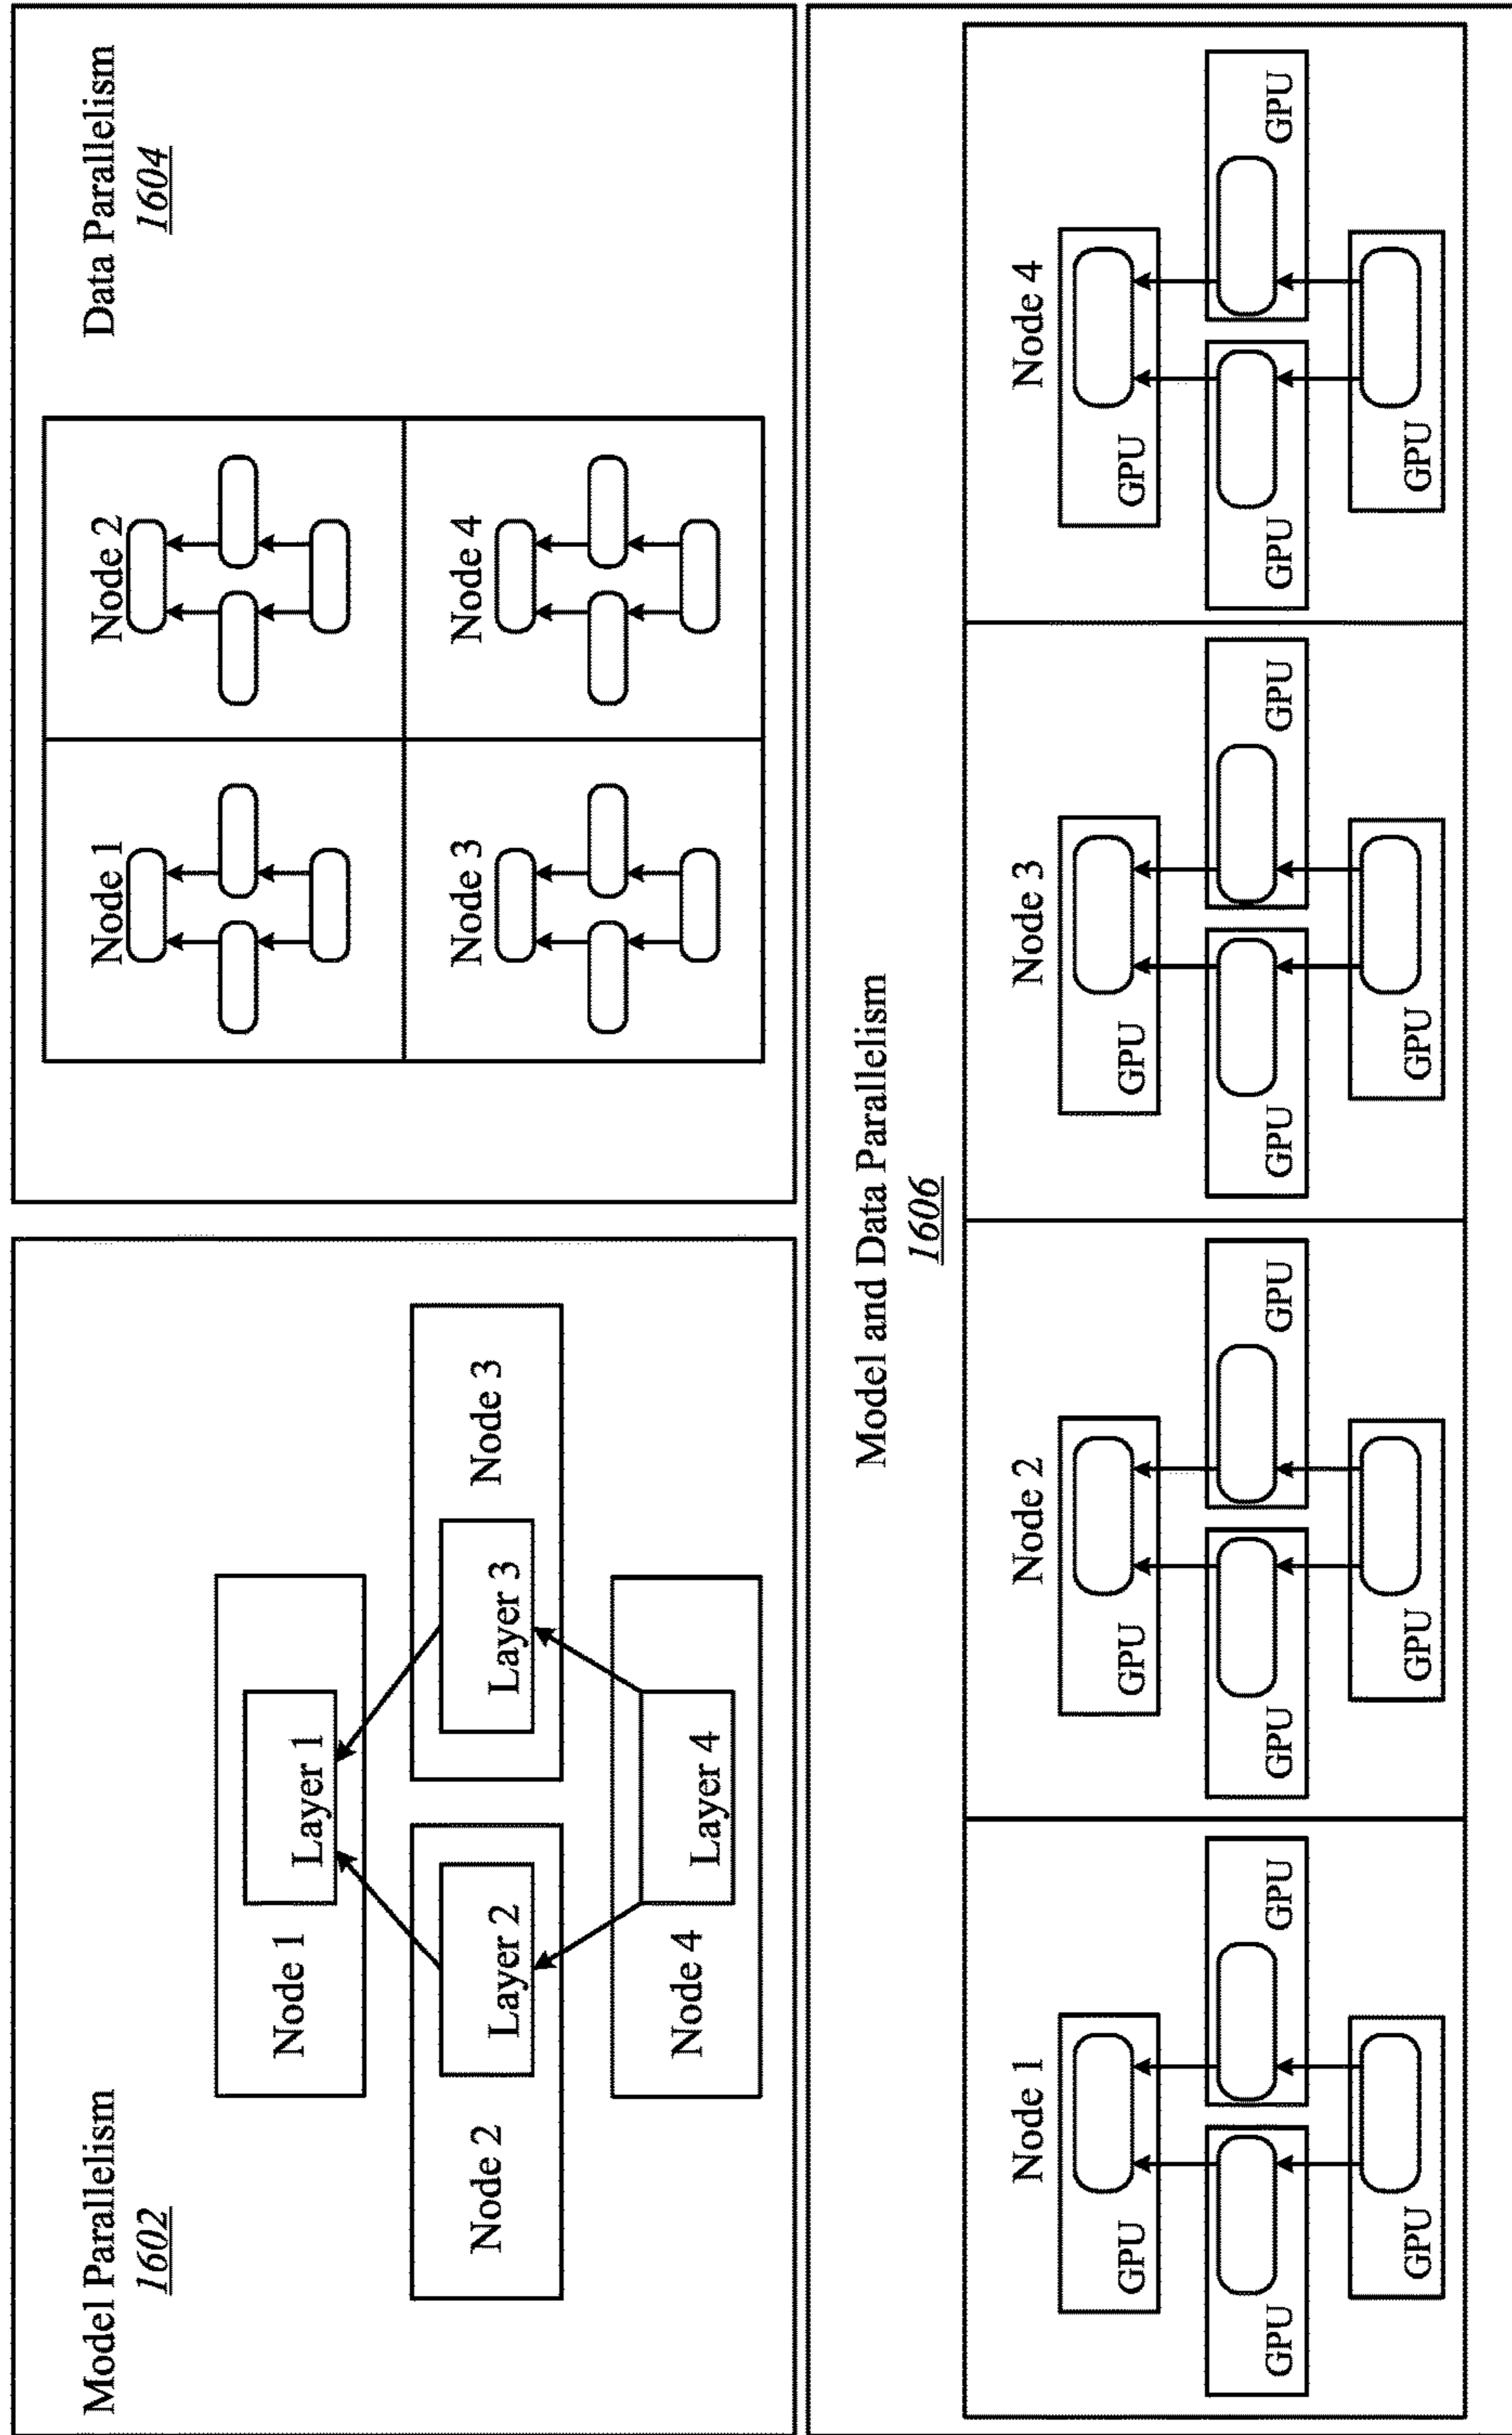 Model Parallelism
1602
Node 1
Layer 1
Node 2
Layer 2
Layer 3
Node 3
Node 4
Layer 4
Data Parallelism
1604
Node 1
Node 2
Node 3
Node 4
Model and Data Parallelism
1606
Node 1
GPU
GPU
GPU
GPU
Node 2
GPU
GPU
GPU
GPU
Node 3
GPU
GPU
GPU
GPU
Node 4
GPU
GPU
GPU
GPU